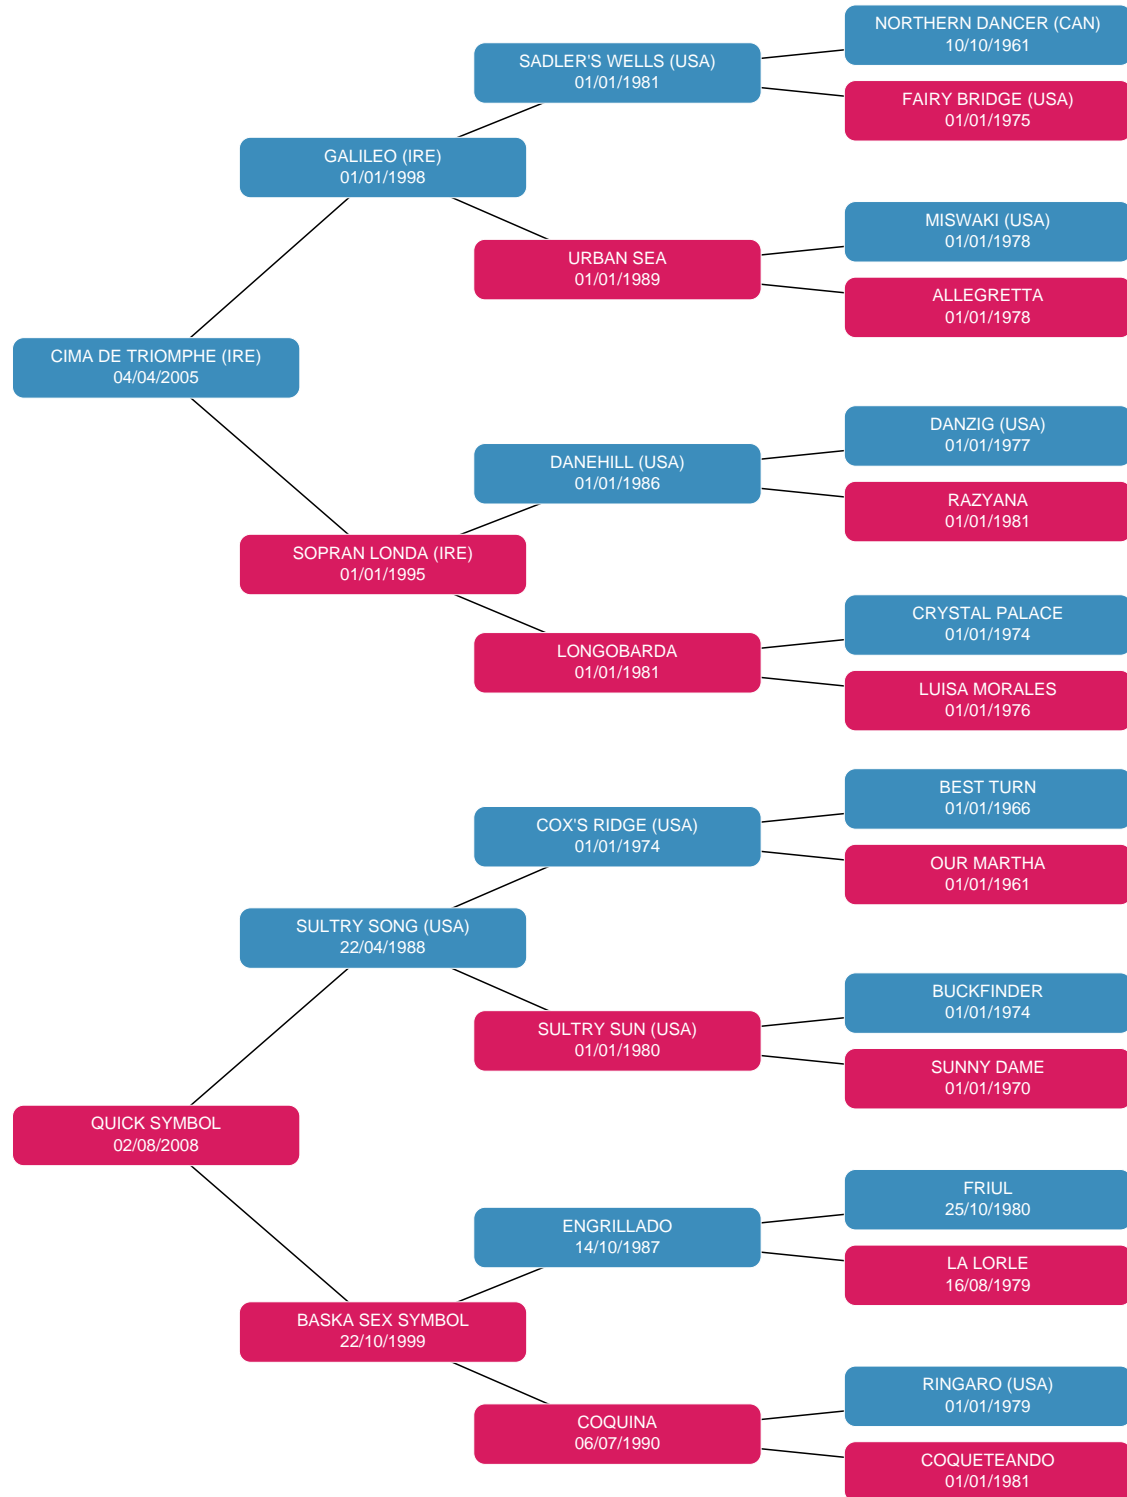 NORTHERN DANCER (CAN)
10/10/1961
SADLER'S WELLS (USA)
01/01/1981
FAIRY BRIDGE (USA)
01/01/1975
GALILEO (IRE)
01/01/1998
MISWAKI (USA)
01/01/1978
URBAN SEA
01/01/1989
ALLEGRETTA
01/01/1978
CIMA DE TRIOMPHE (IRE)
04/04/2005
DANZIG (USA)
01/01/1977
DANEHILL (USA)
01/01/1986
RAZYANA
01/01/1981
SOPRAN LONDA (IRE)
01/01/1995
CRYSTAL PALACE
01/01/1974
LONGOBARDA
01/01/1981
LUISA MORALES
01/01/1976
BEST TURN
01/01/1966
COX'S RIDGE (USA)
01/01/1974
OUR MARTHA
01/01/1961
SULTRY SONG (USA)
22/04/1988
BUCKFINDER
01/01/1974
SULTRY SUN (USA)
01/01/1980
SUNNY DAME
01/01/1970
QUICK SYMBOL
02/08/2008
FRIUL
25/10/1980
ENGRILLADO
14/10/1987
LA LORLE
16/08/1979
BASKA SEX SYMBOL
22/10/1999
RINGARO (USA)
01/01/1979
COQUINA
06/07/1990
COQUETEANDO
01/01/1981